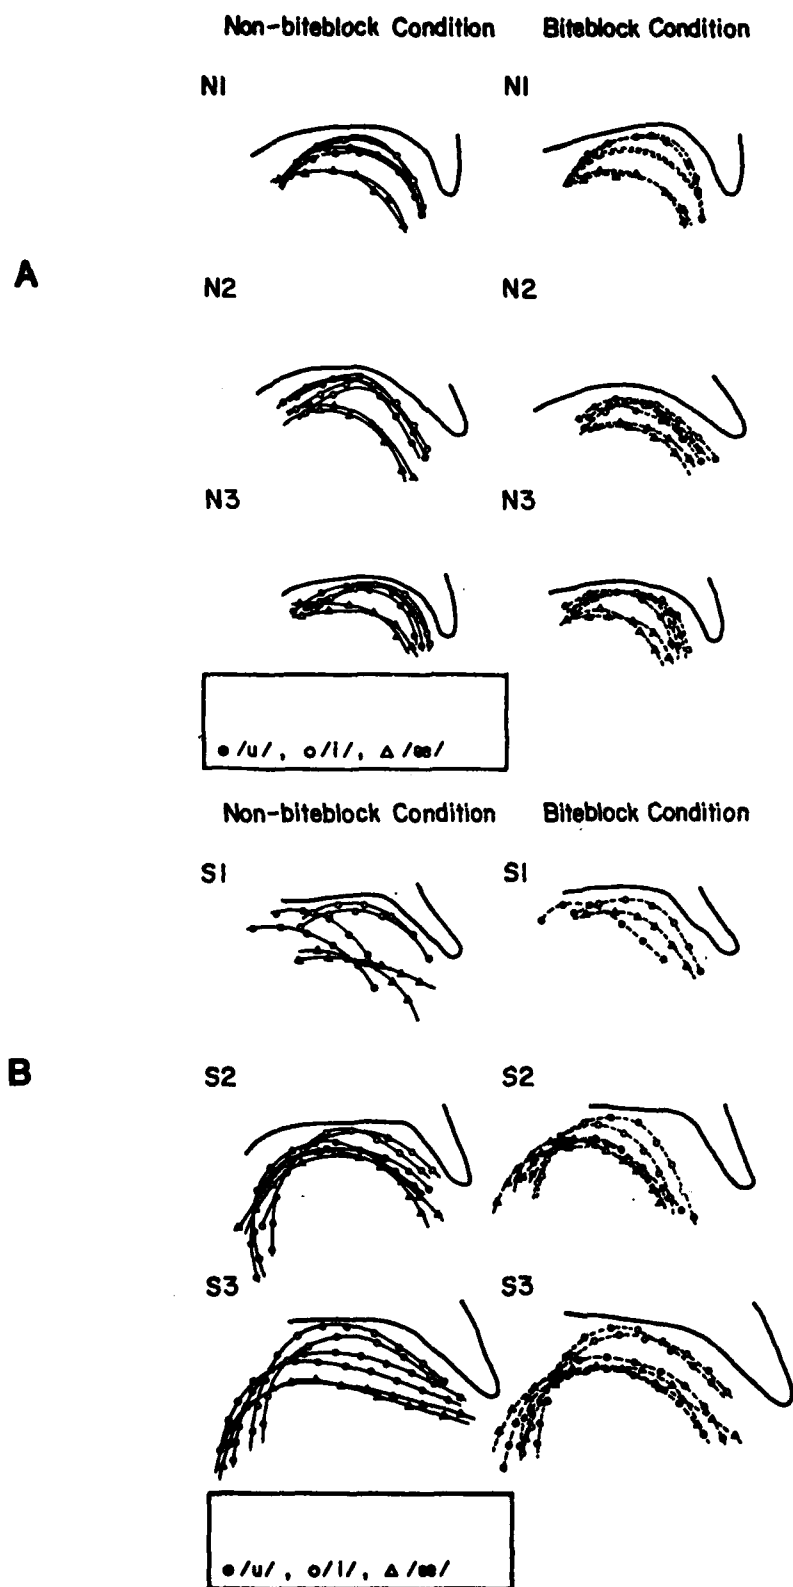 Non-biteblock Condition Biteblock Condition
N1 N1
A
N2 N2
N3 N3
/u/, /i/, /æ/
Non-biteblock Condition Biteblock Condition
S1 S1
B
S2 S2
S3 S3
/u/, /i/, /æ/